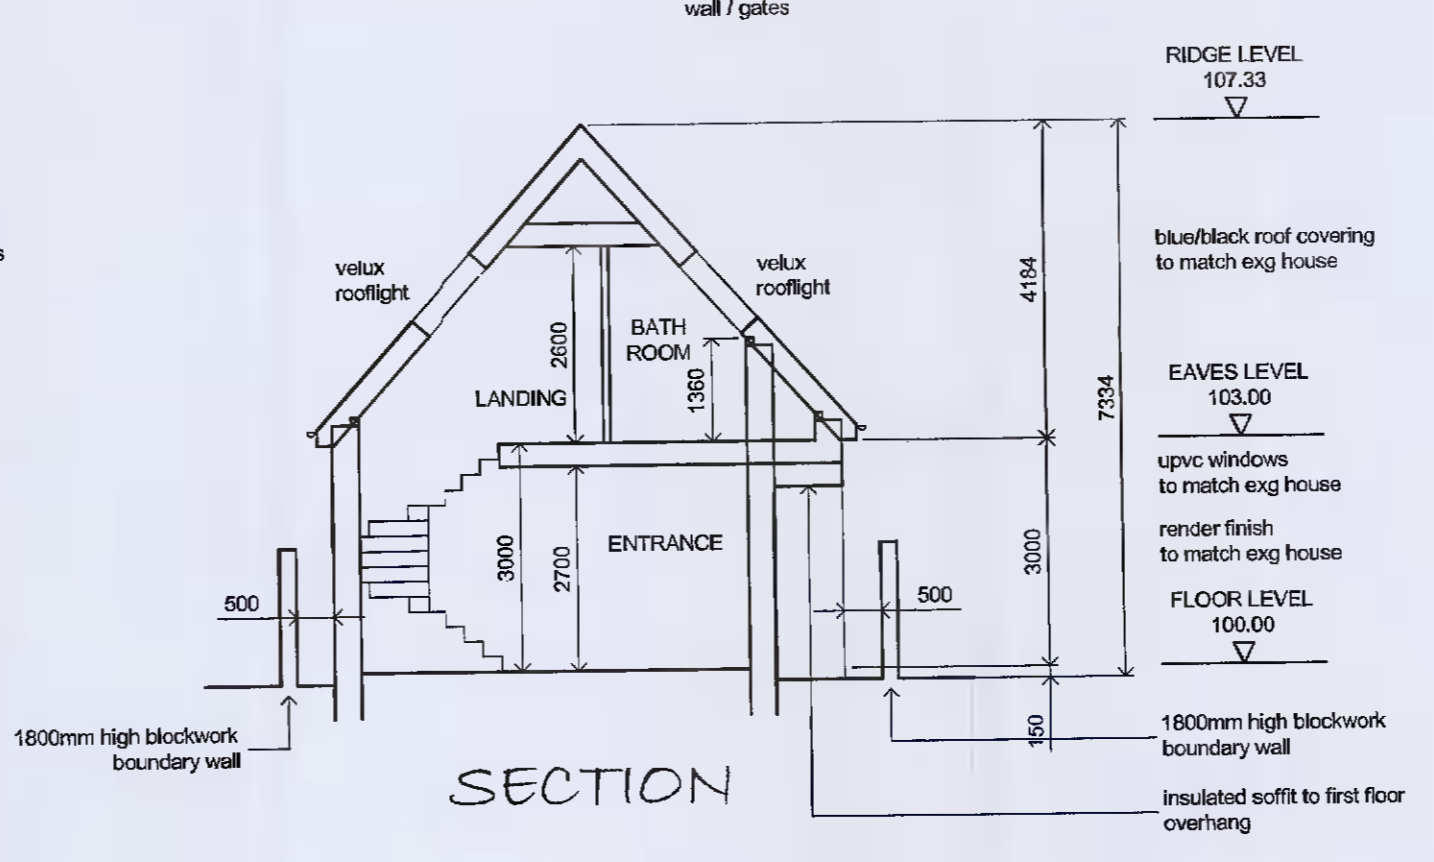 wall / gates
s
RIDGE LEVEL
107.33
blue/black roof covering
to match exg house
velux
rooflight
velux
rooflight
4184
2600
BATH
ROOM
1360
LANDING
7334
EAVES LEVEL
103.00
upvc windows
to match exg house
render finish
to match exg house
3000
2700
ENTRANCE
3000
500
500
FLOOR LEVEL
100.00
150
1800mm high blockwork
boundary wall
1800mm high blockwork
boundary wall
SECTION
insulated soffit to first floor
overhang